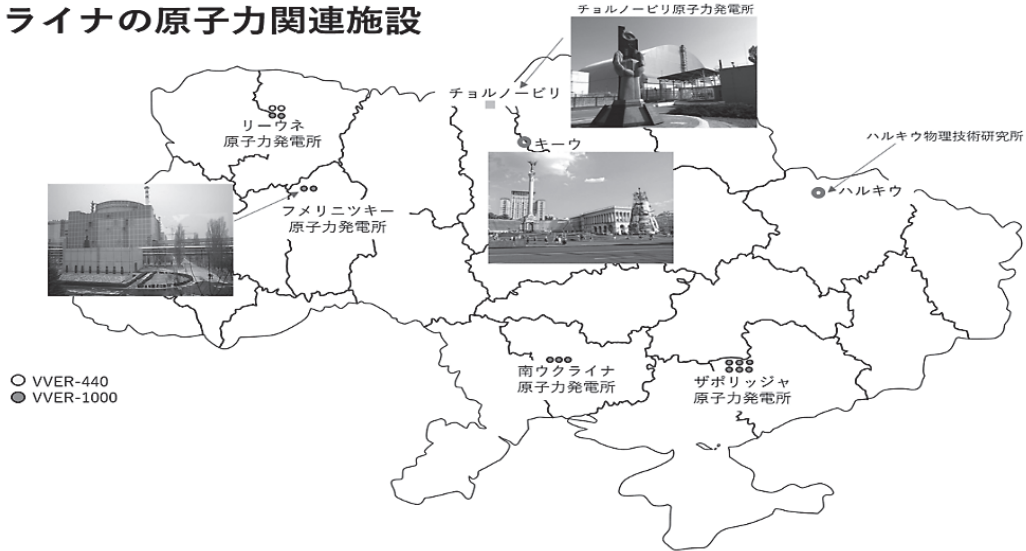 ライナの原子力関連施設
チョルノービリ原子力発電所
チョルノービリ
リーウネ
原子力発電所
キーウ
ハルキウ物理技術研究所
ハルキウ
フメリニツキー
原子力発電所
南ウクライナ
原子力発電所
ザポリッジャ
原子力発電所
VVER-440
VVER-1000